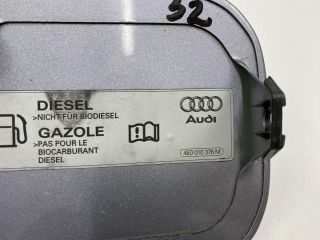 52
DIESEL
>NICHT FÜR BIODIESEL
GAZOLE
>PAS POUR LE
BIOCARBURANT
DIESEL
Audi
4E0 010 376 M